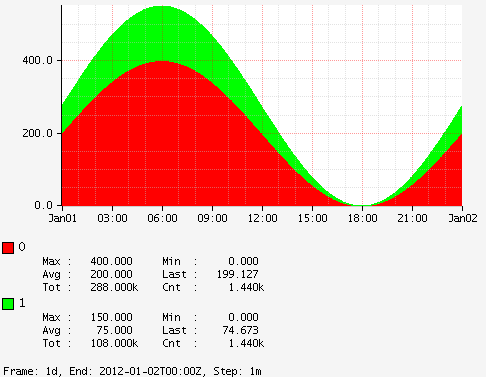 400.0
200.0
0.0
Jan01 03:00 06:00 09:00 12:00 15:00 18:00 21:00 Jan02
0
Max : 400.000 Min : 0.000
Avg : 200.000 Last : 199.127
Tot : 288.000k Cnt : 1.440k
1
Max : 150.000 Min : 0.000
Avg : 75.000 Last : 74.673
Tot : 108.000k Cnt : 1.440k
Frame: 1d, End: 2012-01-02T00:00Z, Step: 1m